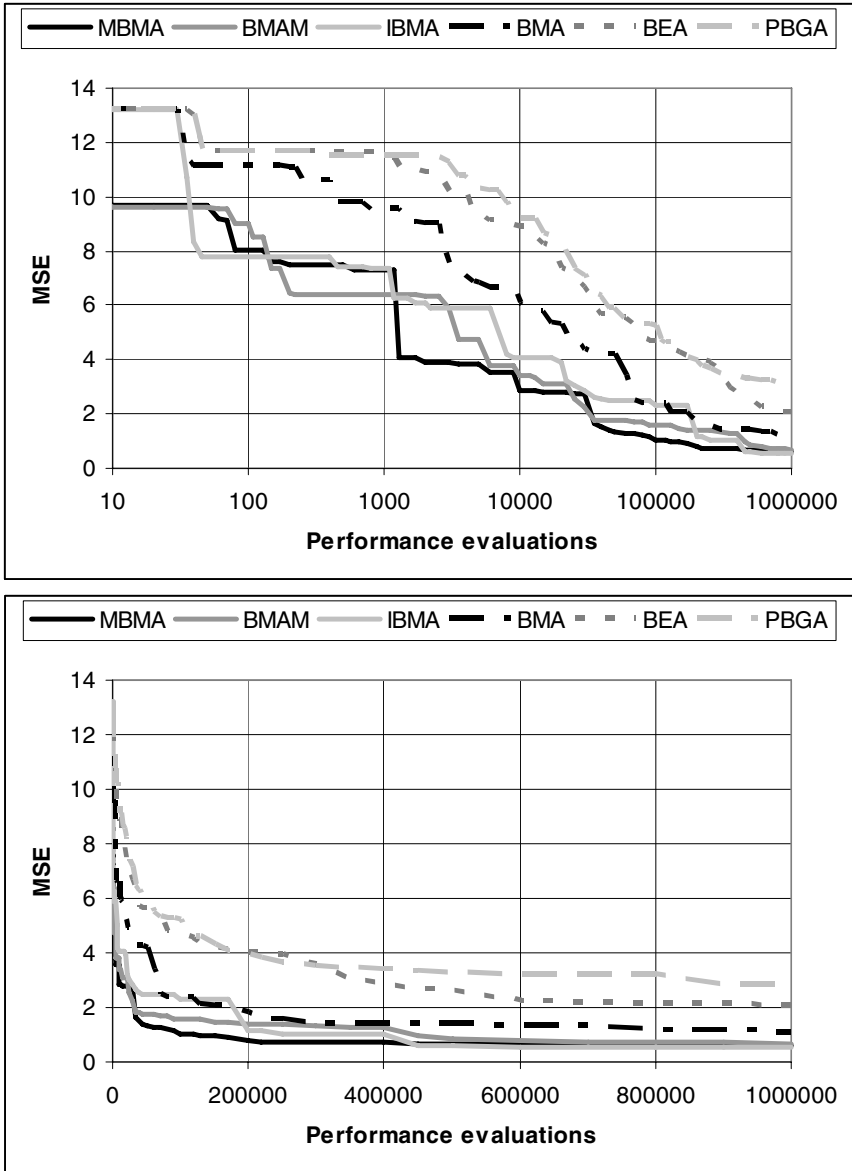 MBMA BMAM IBMA BMA BEA PBGA
14
12
10
8
6
4
2
0
MSE
10 100 1000 10000 100000 1000000
Performance evaluations
MBMA BMAM IBMA BMA BEA PBGA
14
12
10
8
6
4
2
0
MSE
0 200000 400000 600000 800000 1000000
Performance evaluations